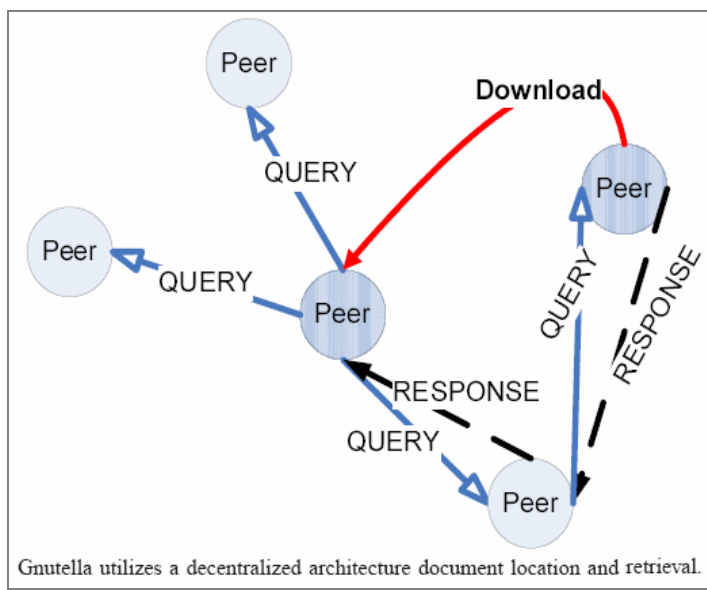 Peer
Download
QUERY
Peer
Peer
QUERY
QUERY
Peer
RESPONSE
RESPONSE
QUERY
Peer
Gnutella utilizes a decentralized architecture document location and retrieval.